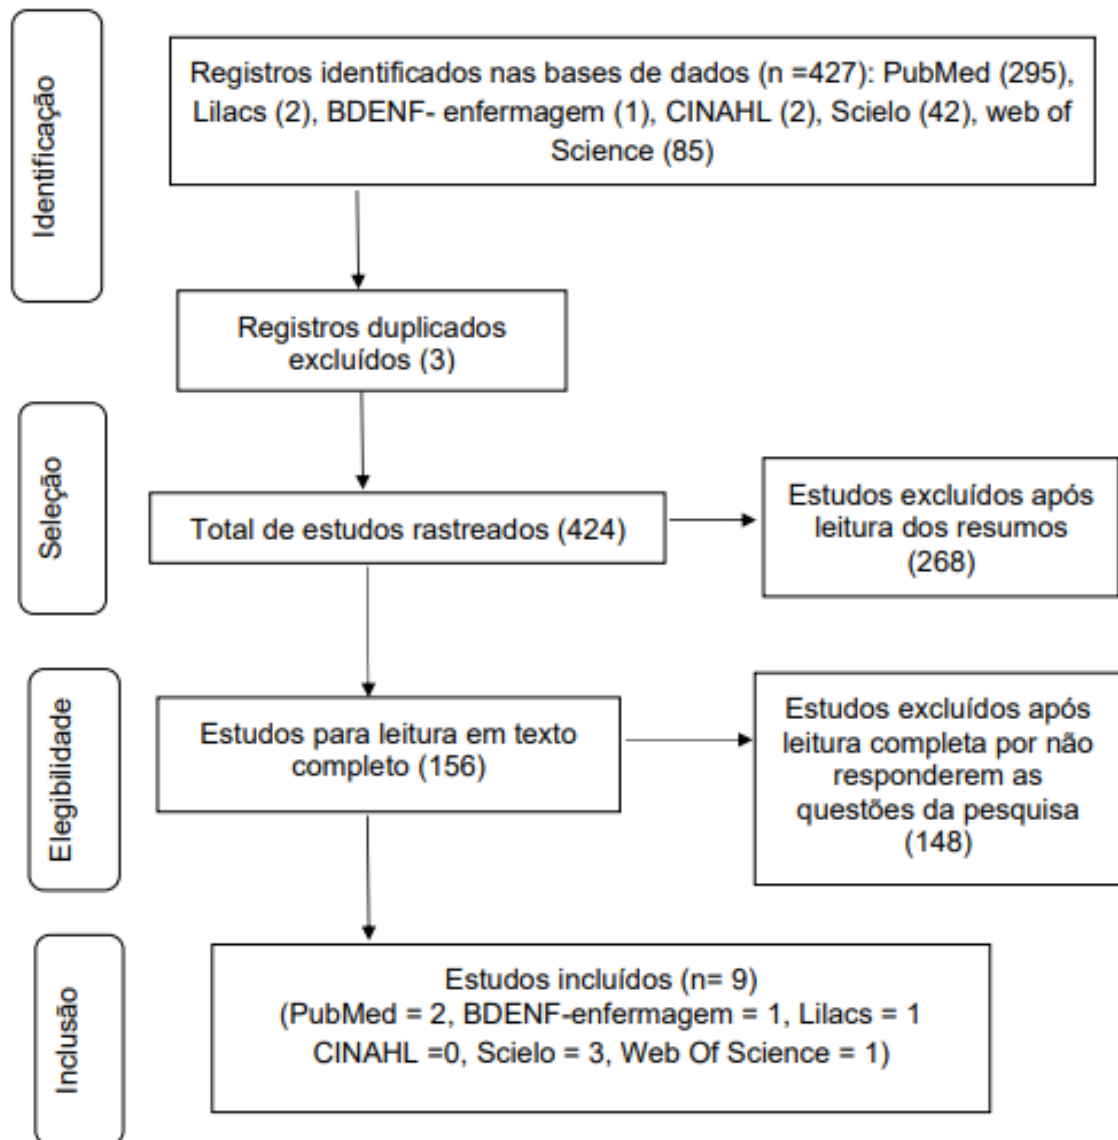 Identificação
Registros identificados nas bases de dados (n =427): PubMed (295),
Lilacs (2), BDENF- enfermagem (1), CINAHL (2), Scielo (42), web of
Science (85)
Registros duplicados
excluídos (3)
Seleção
Total de estudos rastreados (424)
Estudos excluídos após
leitura dos resumos
(268)
Elegibilidade
Estudos para leitura em texto
completo (156)
Estudos excluídos após
leitura completa por não
responderem as
questões da pesquisa
(148)
Inclusão
Estudos incluídos (n= 9)
(PubMed = 2, BDENF-enfermagem = 1, Lilacs = 1
CINAHL =0, Scielo = 3, Web Of Science = 1)